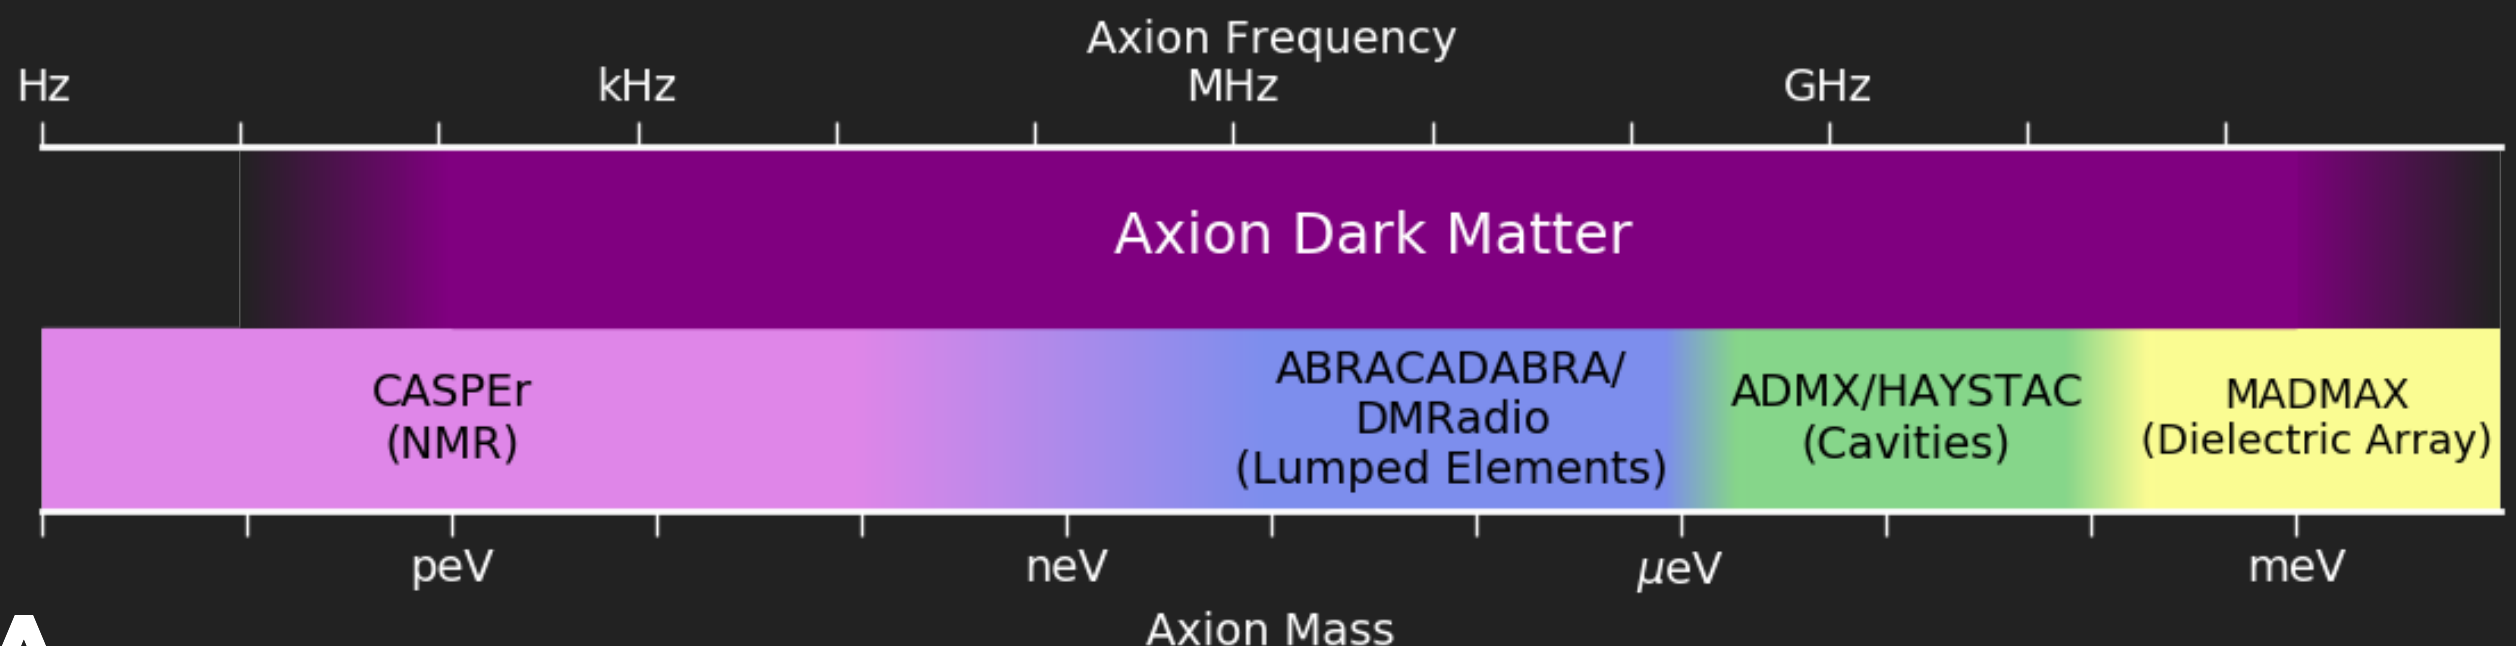 Axion Frequency
Hz kHz MHz GHz
Axion Dark Matter
CASPEr
(NMR)
ABRACADABRA/
DMRadio
(Lumped Elements)
ADMX/HAYSTAC
(Cavities)
MADMAX
(Dielectric Array)
peV neV μeV meV
Axion Mass
A